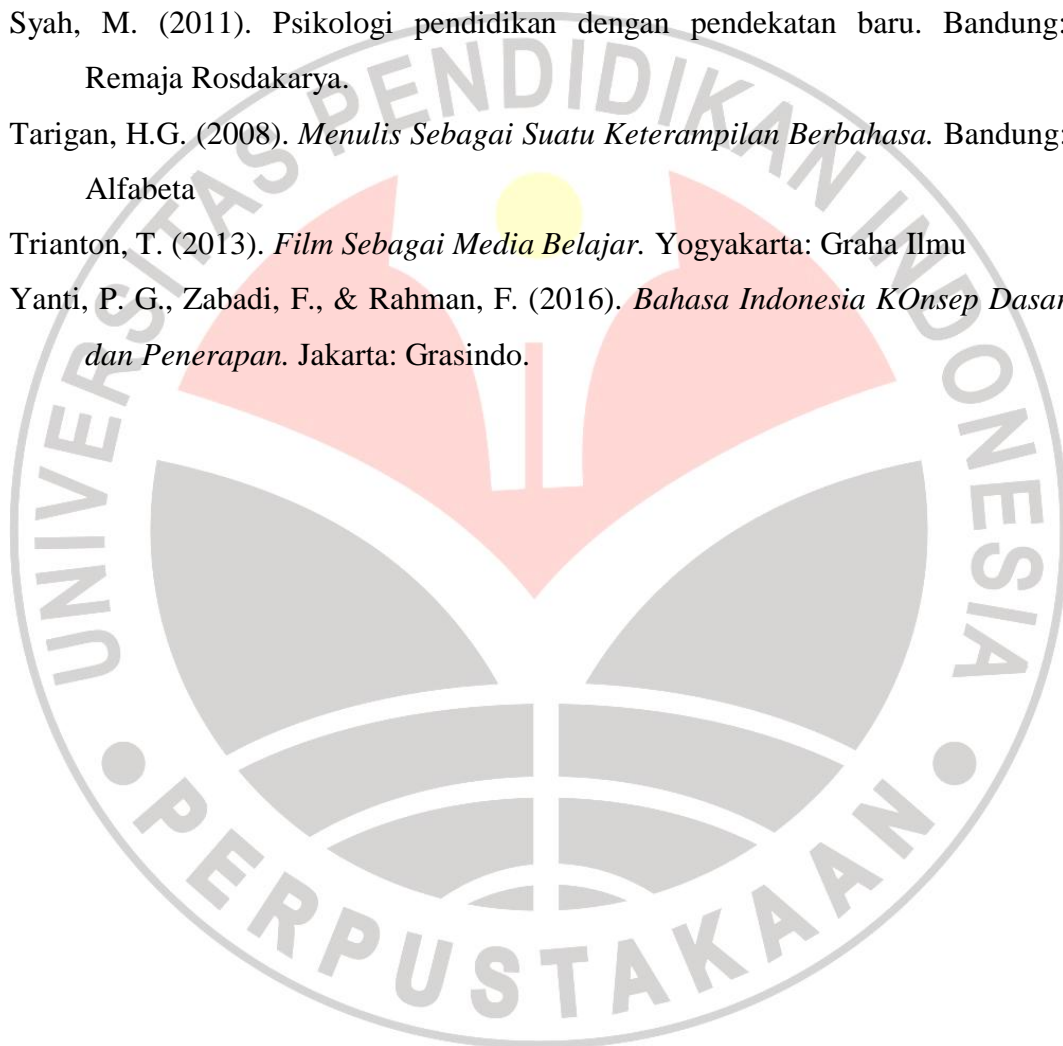 Syah, M. (2011). Psikologi pendidikan dengan pendekatan baru. Bandung:
Remaja Rosdakarya.
Tarigan, H.G. (2008). Menulis Sebagai Suatu Keterampilan Berbahasa. Bandung:
Alfabeta
Trianton, T. (2013). Film Sebagai Media Belajar. Yogyakarta: Graha Ilmu
Yanti, P. G., Zabadi, F., & Rahman, F. (2016). Bahasa Indonesia KOnsep Dasar
dan Penerapan. Jakarta: Grasindo.
UNIVERSITAS PENDIDIKAN INDONESIA
PERPUSTAKAAN